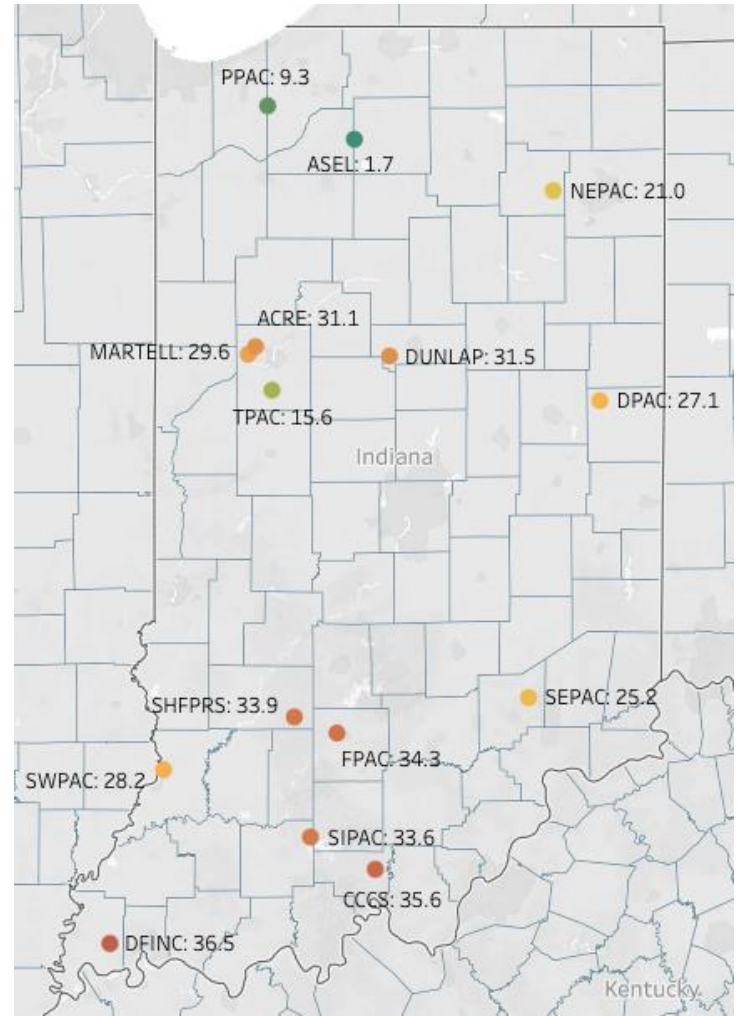 PPAC: 9.3
ASEL: 1.7
NEPAC: 21.0
ACRE: 31.1
MARTELL: 29.6
DUNLAP: 31.5
TPAC: 15.6
DPAC: 27.1
Indiana
SHFPRS: 33.9
SEPAC: 25.2
FPAC: 34.3
SWPAC: 28.2
SIPAC: 33.6
CCCS: 35.6
DFINC: 36.5
Kentucky